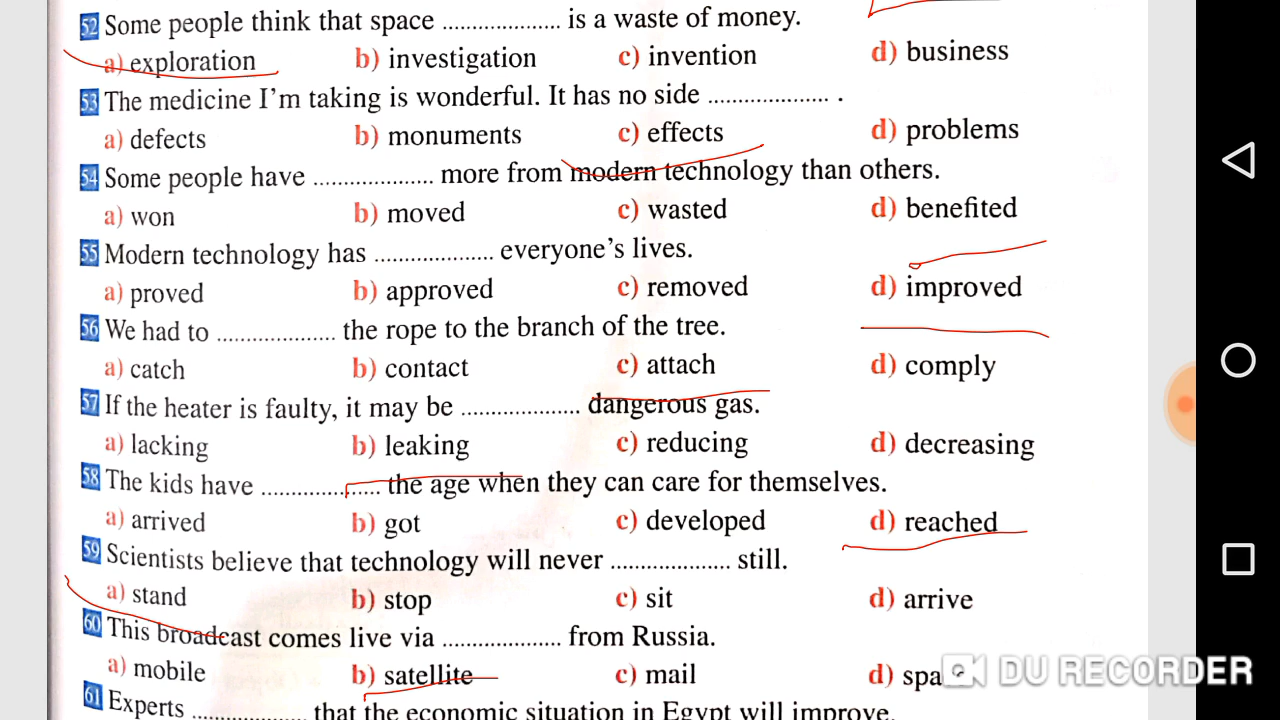 52 Some people think that space .................... is a waste of money.
a) exploration b) investigation c) invention d) business
53 The medicine I'm taking is wonderful. It has no side .................... .
a) defects b) monuments c) effects d) problems
54 Some people have .................... more from modern technology than others.
a) won b) moved c) wasted d) benefited
55 Modern technology has .................... everyone's lives.
a) proved b) approved c) removed d) improved
56 We had to .................... the rope to the branch of the tree.
a) catch b) contact c) attach d) comply
57 If the heater is faulty, it may be .................... dangerous gas.
a) lacking b) leaking c) reducing d) decreasing
58 The kids have .................... the age when they can care for themselves.
a) arrived b) got c) developed d) reached
59 Scientists believe that technology will never .................... still.
a) stand b) stop c) sit d) arrive
60 This broadcast comes live via .................... from Russia.
a) mobile b) satellite c) mail d)
DU RECORDER
61 Experts .................... that the economic situation in Egypt will improve.